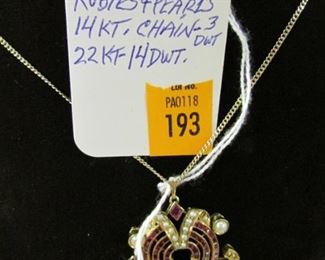 RUBIES & PEARLS
14 KT. CHAIN - 3 DWT
22 KT - 14 DWT.
LOT NO.
PA0118
193